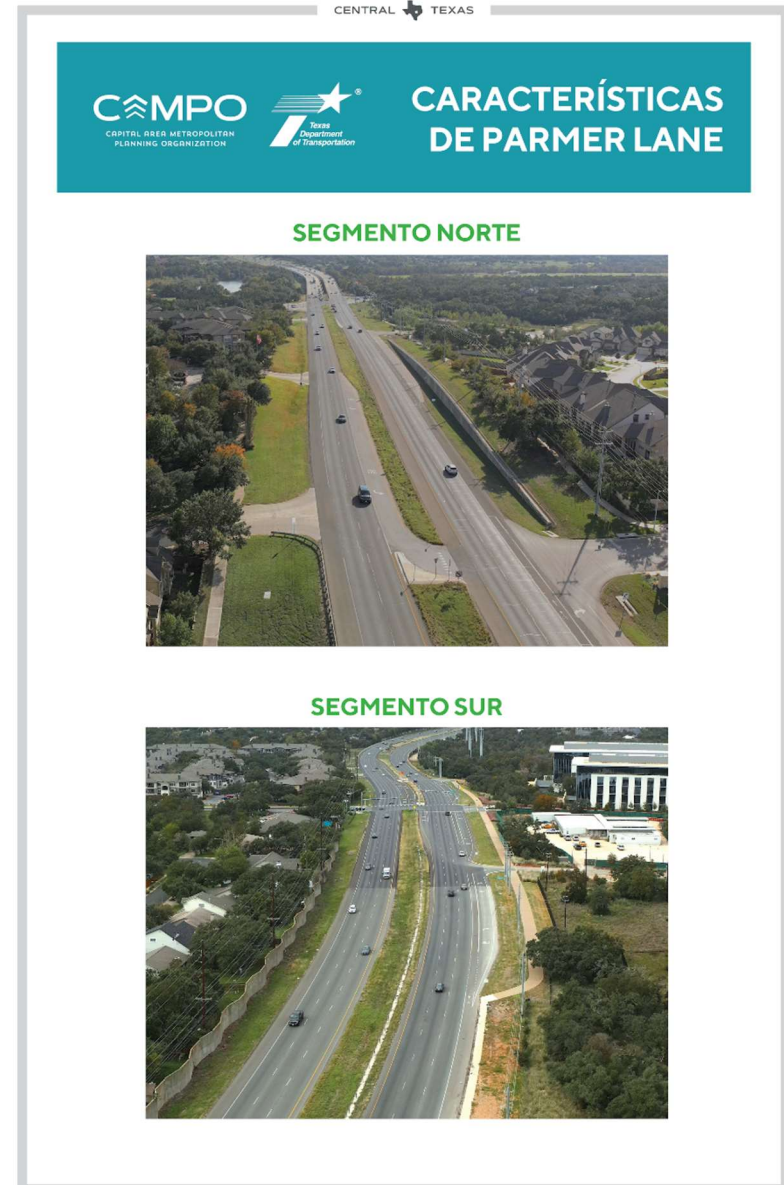 CENTRAL TEXAS
CAMPO
CAPITAL AREA METROPOLITAN
PLANNING ORGANIZATION
Texas
Department
of Transportation
®
CARACTERÍSTICAS
DE PARMER LANE
SEGMENTO NORTE
SEGMENTO SUR